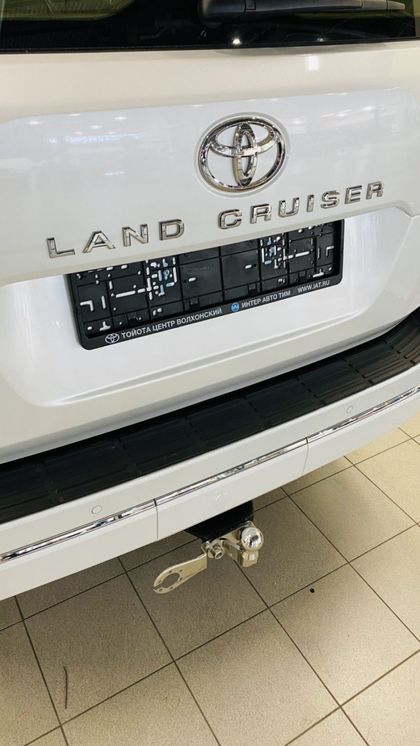 LAND CRUISER
ТОЙОТА ЦЕНТР ВОЛХОНСКИЙ ИНТЕР АВТО ТИМ WWW.IAT.RU